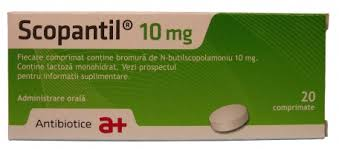 Scopantil® 10 mg
Fiecare comprimat conține bromură de N-butilscopolamoniu 10 mg.
Conține lactoză monohidrat. Vezi prospectul
pentru informații suplimentare.
Administrare orală
20
comprimate
Antibiotice a+